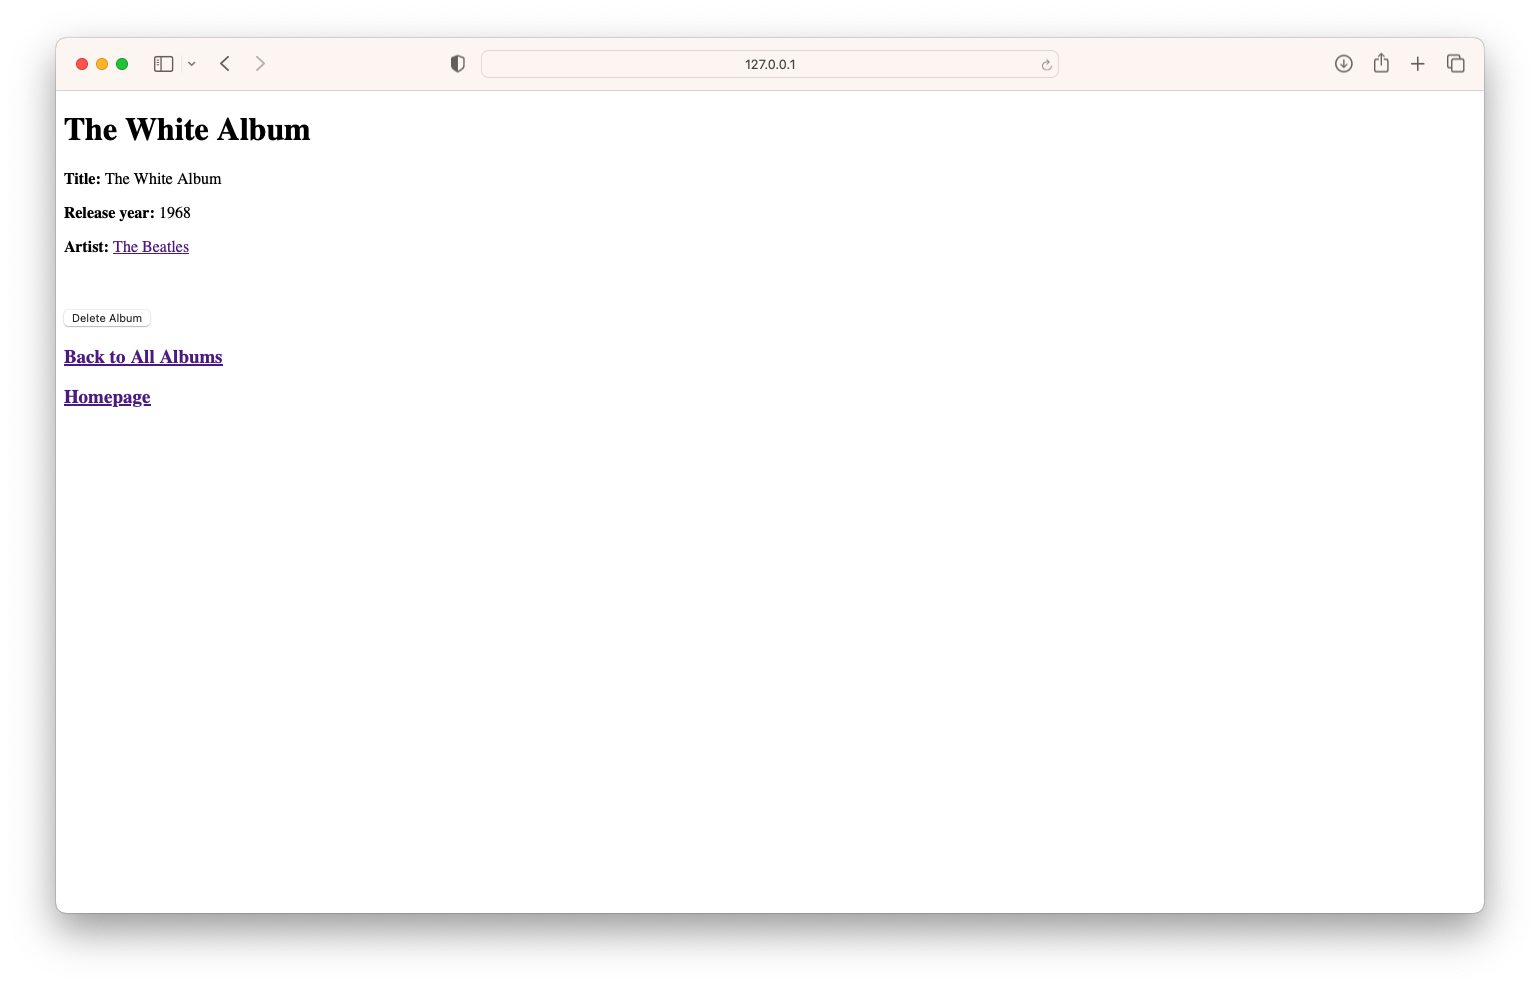 127.0.0.1
The White Album
Title: The White Album
Release year: 1968
Artist: The Beatles
Delete Album
Back to All Albums
Homepage